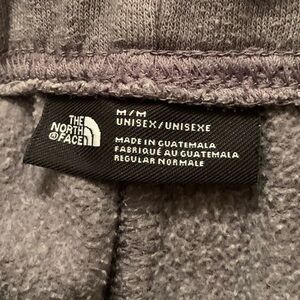 THE
NORTH
FACE
M/M
UNISEX/UNISEXE
MADE IN GUATEMALA
FABRIQUÉ AU GUATEMALA
REGULAR NORMALE